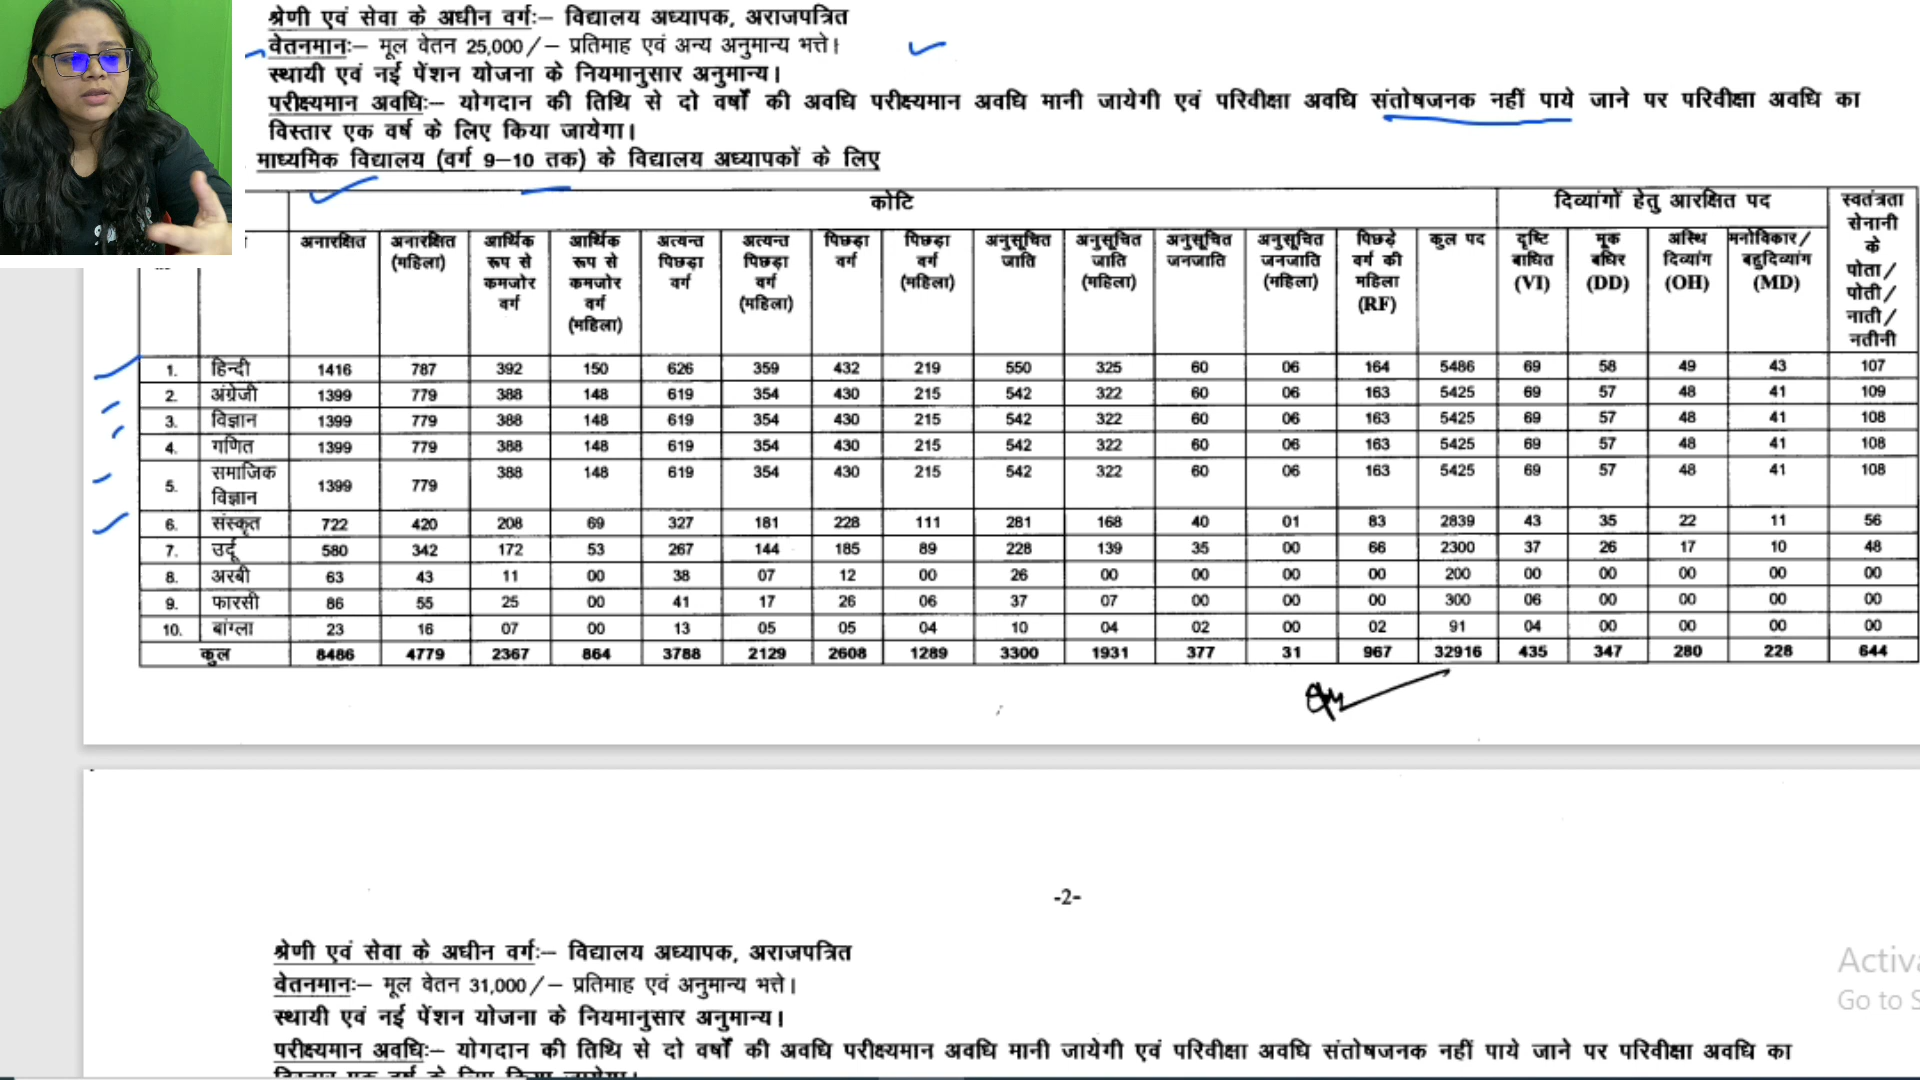 श्रेणी एवं सेवा के अधीन वर्गः– विद्यालय अध्यापक, अराजपत्रित
वेतनमानः– मूल वेतन 25,000/– प्रतिमाह एवं अन्य अनुमान्य भत्ते।
स्थायी एवं नई पेंशन योजना के नियमानुसार अनुमान्य।
परीक्ष्यमान अवधिः– योगदान की तिथि से दो वर्षों की अवधि परीक्ष्यमान अवधि मानी जायेगी एवं परिवीक्षा अवधि संतोषजनक नहीं पाये जाने पर परिवीक्षा अवधि का
विस्तार एक वर्ष के लिए किया जायेगा।
माध्यमिक विद्यालय (वर्ग 9–10 तक) के विद्यालय अध्यापकों के लिए
कोटि दिव्यांगों हेतु आरक्षित पद स्वतंत्रता सेनानी के पोता/ पोती/ नाती/ नतीनी
अनारक्षित अनारक्षित (महिला) आर्थिक रूप से कमजोर वर्ग आर्थिक रूप से कमजोर वर्ग (महिला) अत्यन्त पिछड़ा वर्ग अत्यन्त पिछड़ा वर्ग (महिला) पिछड़ा वर्ग पिछड़ा वर्ग (महिला) अनुसूचित जाति अनुसूचित जाति (महिला) अनुसूचित जनजाति अनुसूचित जनजाति (महिला) पिछड़े वर्ग की महिला (RF) कुल पद दृष्टि बाधित (VI) मूक बधिर (DD) अस्थि दिव्यांग (OH) मनोविकार/ बहुदिव्यांग (MD)
1. हिन्दी 1416 787 392 150 626 359 432 219 550 325 60 06 164 5486 69 58 49 43 107
2. अंग्रेजी 1399 779 388 148 619 354 430 215 542 322 60 06 163 5425 69 57 48 41 109
3. विज्ञान 1399 779 388 148 619 354 430 215 542 322 60 06 163 5425 69 57 48 41 108
4. गणित 1399 779 388 148 619 354 430 215 542 322 60 06 163 5425 69 57 48 41 108
5. समाजिक विज्ञान 1399 779 388 148 619 354 430 215 542 322 60 06 163 5425 69 57 48 41 108
6. संस्कृत 722 420 208 69 327 181 228 111 281 168 40 01 83 2839 43 35 22 11 56
7. उर्दू 580 342 172 53 267 144 185 89 228 139 35 00 66 2300 37 26 17 10 48
8. अरबी 63 43 11 00 38 07 12 00 26 00 00 00 00 200 00 00 00 00 00
9. फारसी 86 55 25 00 41 17 26 06 37 07 00 00 00 300 06 00 00 00 00
10. बांग्ला 23 16 07 00 13 05 05 04 10 04 02 00 02 91 04 00 00 00 00
कुल 8486 4779 2367 864 3788 2129 2608 1289 3300 1931 377 31 967 32916 435 347 280 228 644
-2-
श्रेणी एवं सेवा के अधीन वर्गः– विद्यालय अध्यापक, अराजपत्रित
वेतनमानः– मूल वेतन 31,000/– प्रतिमाह एवं अनुमान्य भत्ते।
स्थायी एवं नई पेंशन योजना के नियमानुसार अनुमान्य।
परीक्ष्यमान अवधिः– योगदान की तिथि से दो वर्षों की अवधि परीक्ष्यमान अवधि मानी जायेगी एवं परिवीक्षा अवधि संतोषजनक नहीं पाये जाने पर परिवीक्षा अवधि का
Activa
Go to S